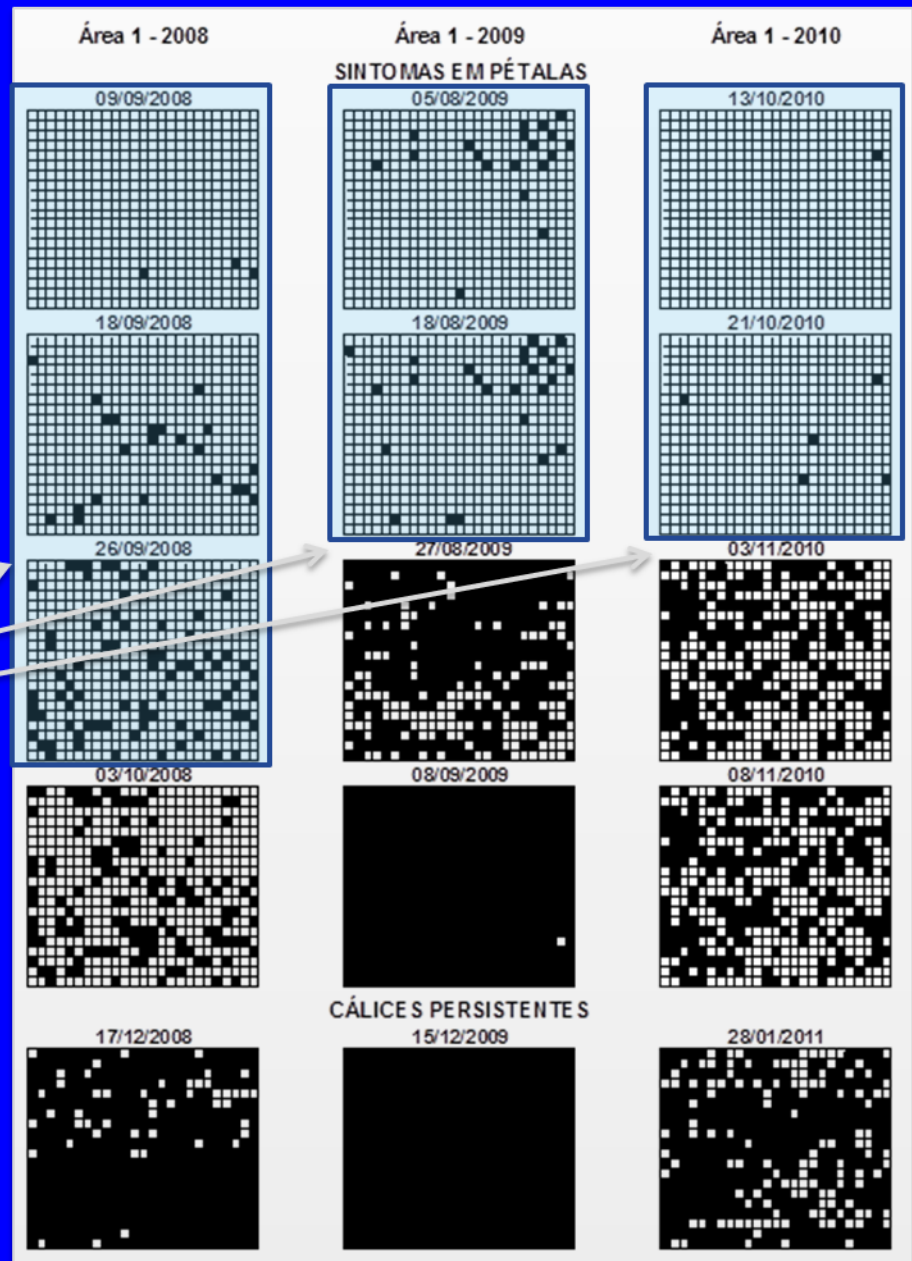 Área 1 - 2008 Área 1 - 2009 Área 1 - 2010
SINTOMAS EM PÉTALAS
09/09/2008 05/08/2009 13/10/2010
18/09/2008 18/08/2009 21/10/2010
26/09/2008 27/08/2009 03/11/2010
03/10/2008 08/09/2009 08/11/2010
CÁLICES PERSISTENTES
17/12/2008 15/12/2009 28/01/2011